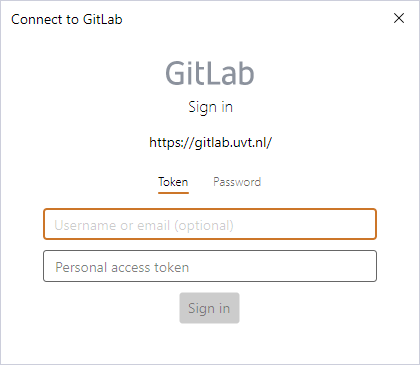 Connect to GitLab
GitLab
Sign in
https://gitlab.uvt.nl/
Token Password
Username or email (optional)
Personal access token
Sign in